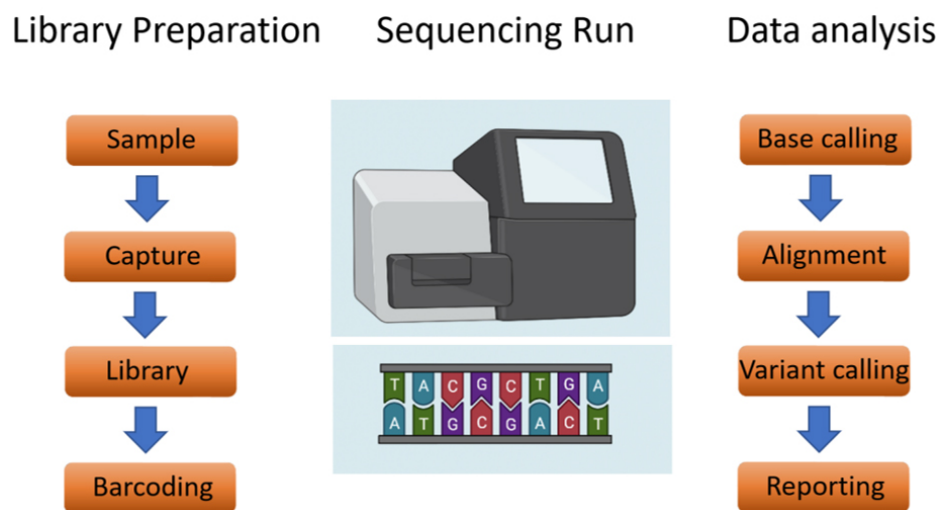 Library Preparation
Sequencing Run
Data analysis
Sample
Capture
Library
Barcoding
T A C G C T G A
A T G C G A C T
Base calling
Alignment
Variant calling
Reporting